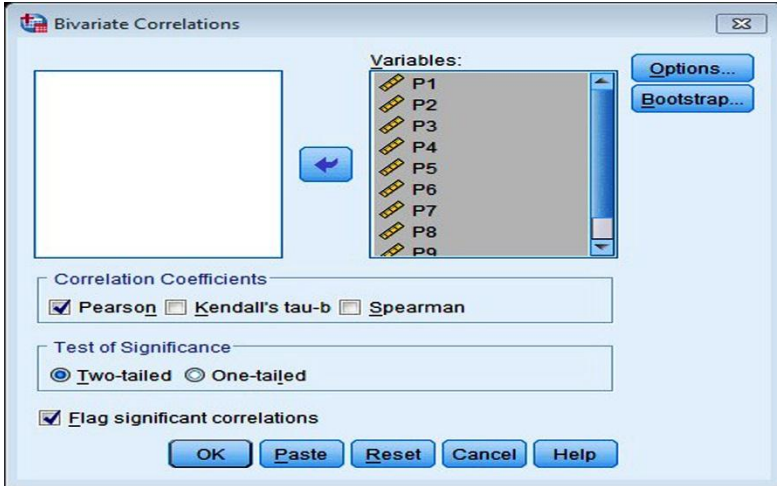 Bivariate Correlations
Variables:
P1
P2
P3
P4
P5
P6
P7
P8
P9
Options...
Bootstrap...
Correlation Coefficients
Pearson Kendall's tau-b Spearman
Test of Significance
Two-tailed One-tailed
Flag significant correlations
OK Paste Reset Cancel Help